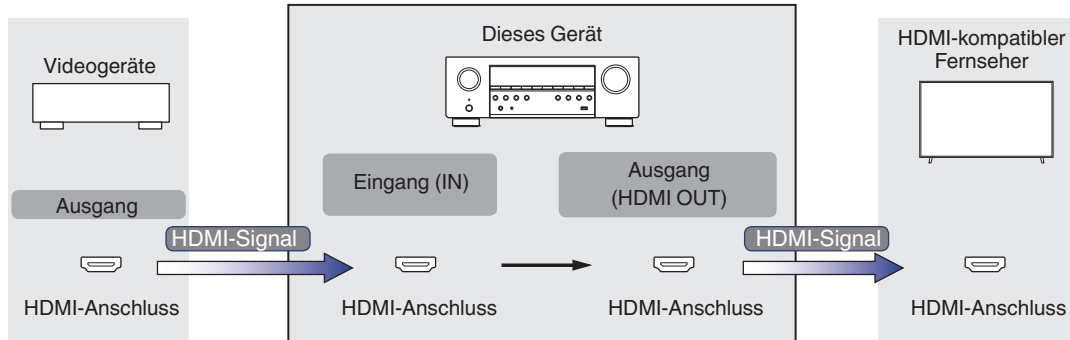 Videogeräte
Ausgang
HDMI-Signal
HDMI-Anschluss
Dieses Gerät
Eingang (IN)
HDMI-Anschluss
Ausgang
(HDMI OUT)
HDMI-Anschluss
HDMI-Signal
HDMI-kompatibler
Fernseher
HDMI-Anschluss